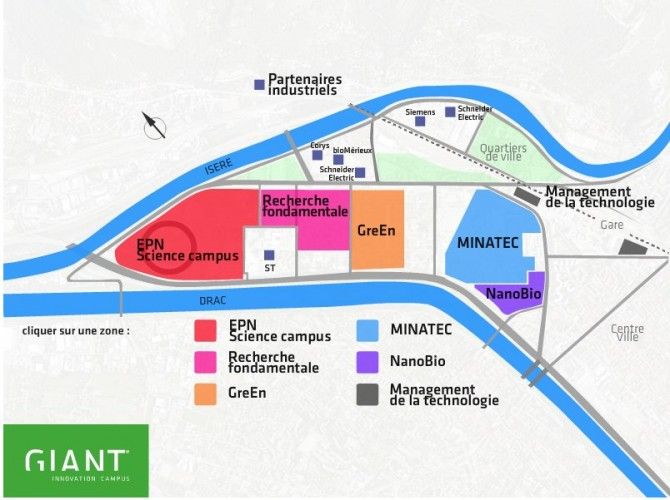 Partenaires
industriels
Siemens
Schneider
Electric
Corys
bioMérieux
Schneider
Electric
Quartiers
de ville
ISERE
Management
de la technologie
Recherche
fondamentale
Gare
GreEn
EPN
Science campus
MINATEC
ST
NanoBio
DRAC
Centre
Ville
cliquer sur une zone :
EPN
Science campus
MINATEC
Recherche
fondamentale
NanoBio
GreEn
Management
de la technologie
GIANT
INNOVATION CAMPUS